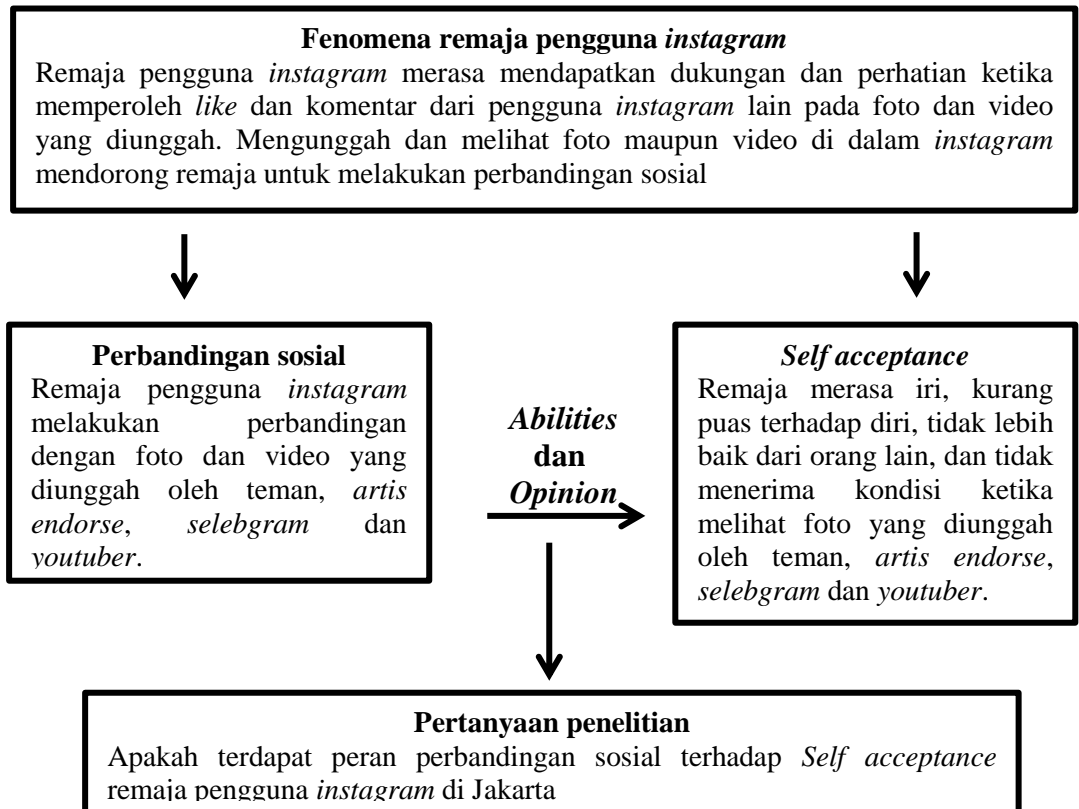 Fenomena remaja pengguna instagram
Remaja pengguna instagram merasa mendapatkan dukungan dan perhatian ketika
memperoleh like dan komentar dari pengguna instagram lain pada foto dan video
yang diunggah. Mengunggah dan melihat foto maupun video di dalam instagram
mendorong remaja untuk melakukan perbandingan sosial
Perbandingan sosial
Remaja pengguna instagram
melakukan perbandingan
dengan foto dan video yang
diunggah oleh teman, artis
endorse, selebgram dan
youtuber.
Abilities
dan
Opinion
Self acceptance
Remaja merasa iri, kurang
puas terhadap diri, tidak lebih
baik dari orang lain, dan tidak
menerima kondisi ketika
melihat foto yang diunggah
oleh teman, artis endorse,
selebgram dan youtuber.
Pertanyaan penelitian
Apakah terdapat peran perbandingan sosial terhadap Self acceptance
remaja pengguna instagram di Jakarta